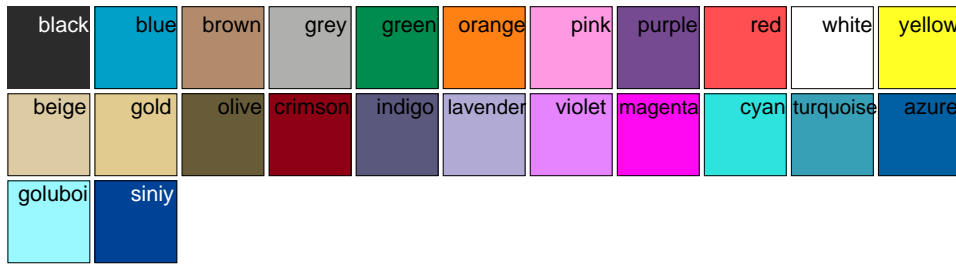 black blue brown grey green orange pink purple red white yellow
beige gold olive crimson indigo lavender violet magenta cyan turquoise azure
goluboi siniy